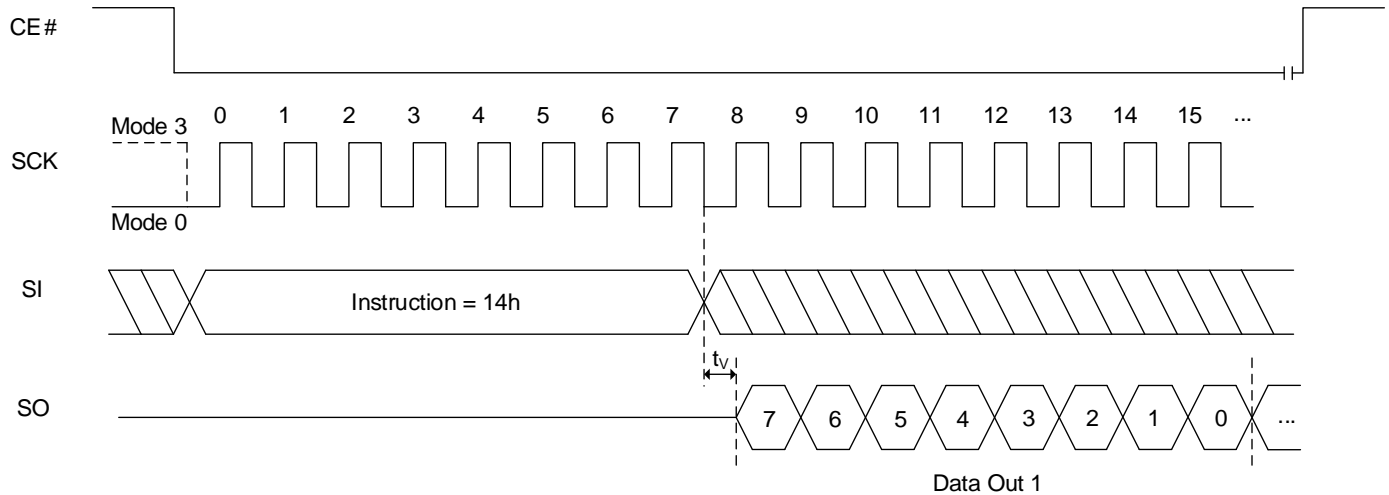 CE#
0 1 2 3 4 5 6 7 8 9 10 11 12 13 14 15 ...
Mode 3
SCK
Mode 0
SI
Instruction = 14h
tV
SO
7 6 5 4 3 2 1 0 ...
Data Out 1